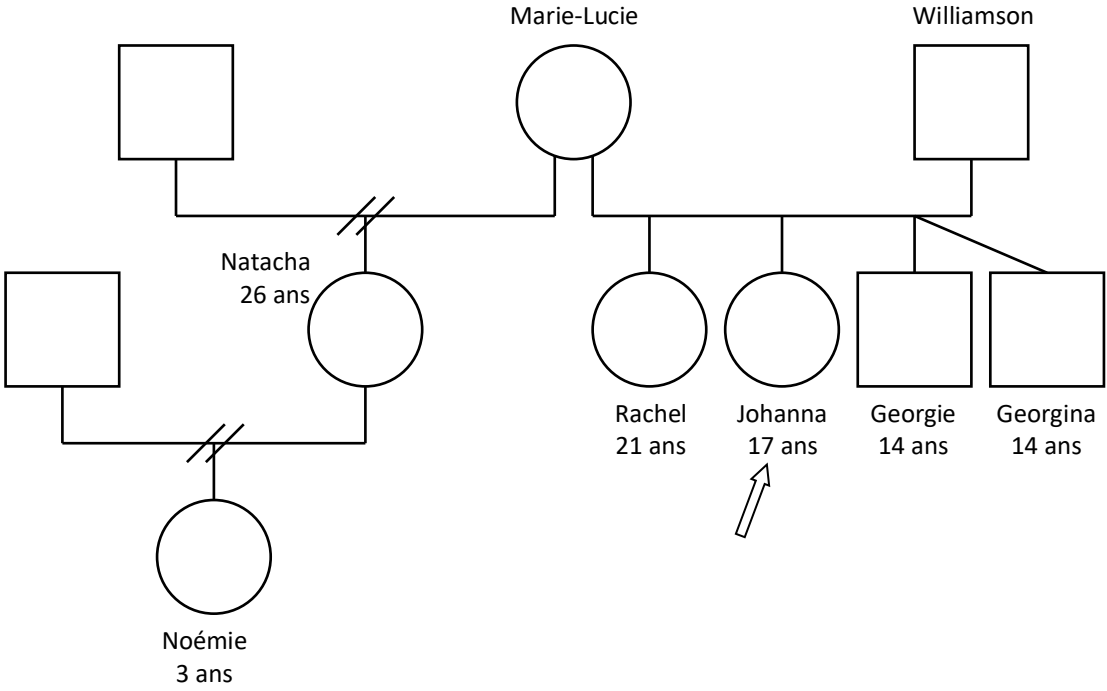 Marie-Lucie
Williamson
Natacha
26 ans
Rachel
21 ans
Johanna
17 ans
Georgie
14 ans
Georgina
14 ans
Noémie
3 ans